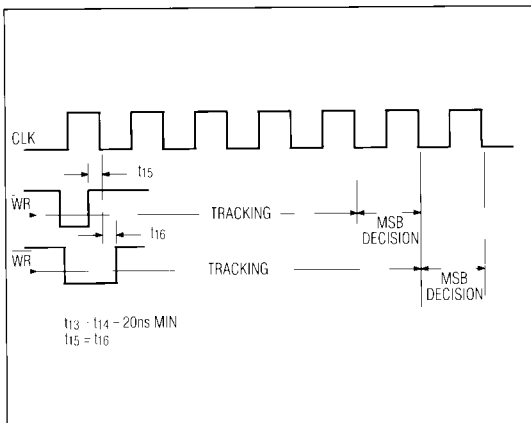 CLK
t15
WR
TRACKING
MSB
DECISION
t16
WR
TRACKING
MSB
DECISION
t13 - t14 - 20ns MIN
t15 = t16